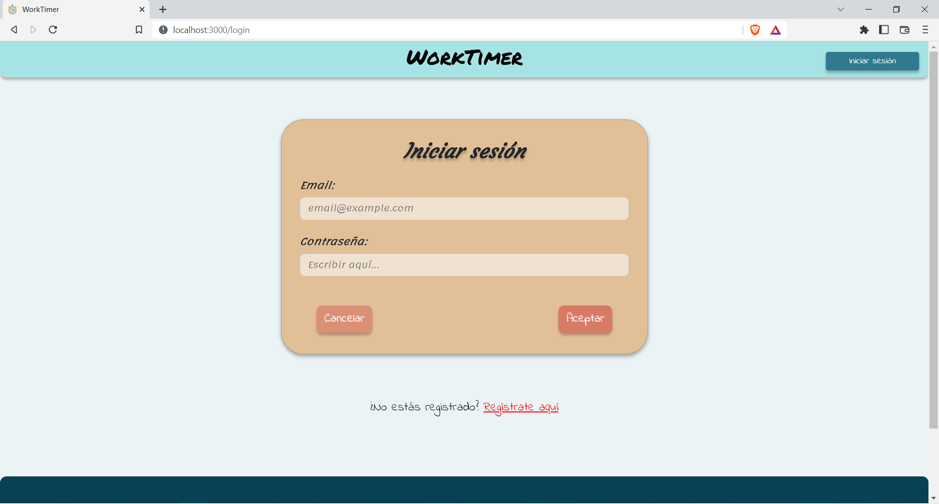 WorkTimer
localhost:3000/login
WorkTimer
Iniciar sesión
Iniciar sesión
Email:
email@example.com
Contraseña:
Escribir aquí...
Cancelar
Aceptar
¿No estás registrado? Regístrate aquí